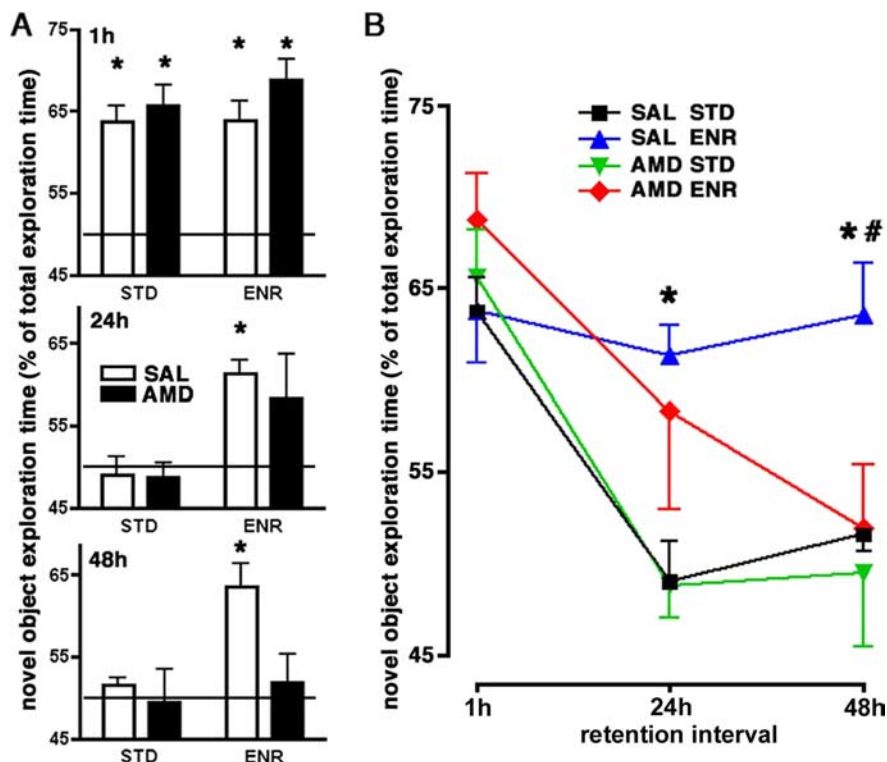 A
novel object exploration time (% of total exploration time)
1h
75
65
55
45
* * * *
STD ENR
24h
65
55
45
*
SAL
AMD
STD ENR
48h
65
55
45
*
STD ENR
B
novel object exploration time (% of total exploration time)
75
65
55
45
SAL STD
SAL ENR
AMD STD
AMD ENR
*
* #
1h 24h 48h
retention interval